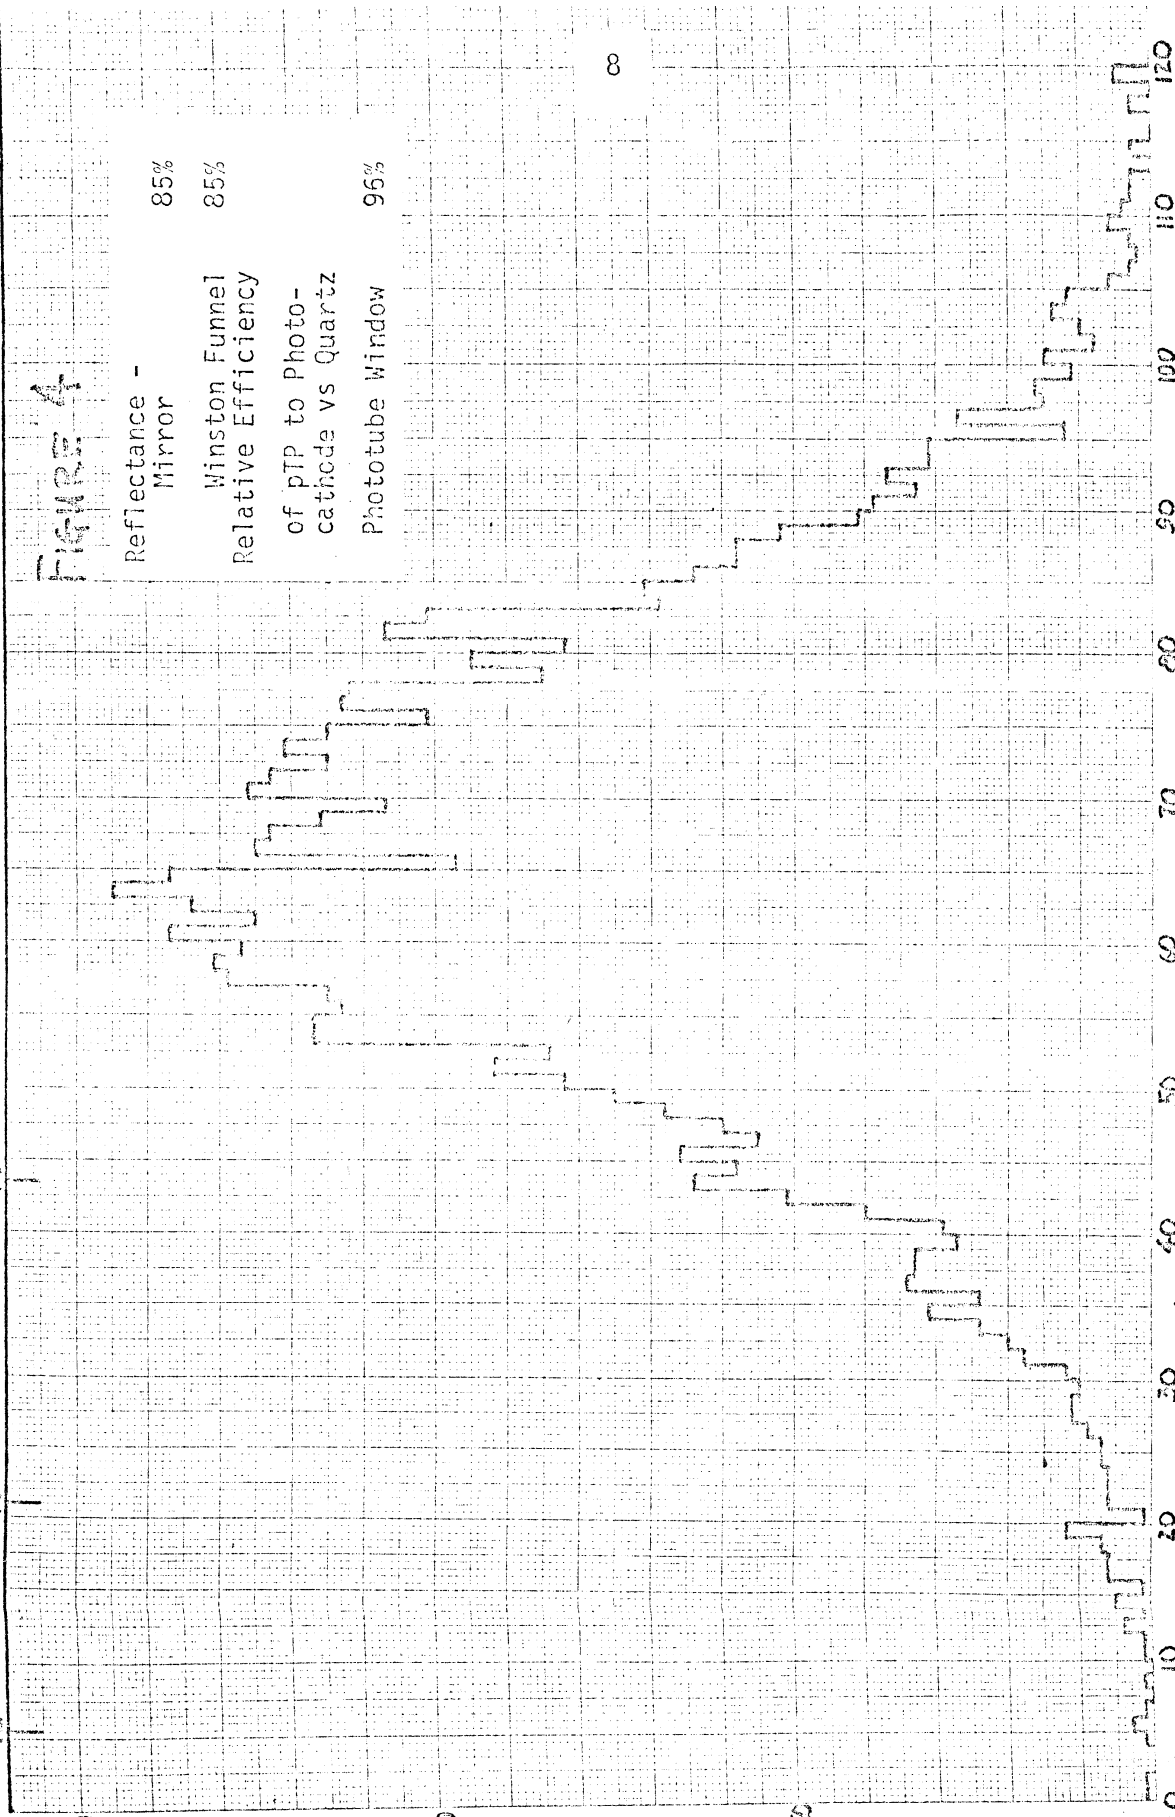 8
FIGURE 4
Reflectance -
Mirror 85%
Winston Funnel 85%
Relative Efficiency
of pTP to Photo-
cathode vs Quartz
Phototube Window 96%
0 10 20 30 40 50 60 70 80 90 100 110 120